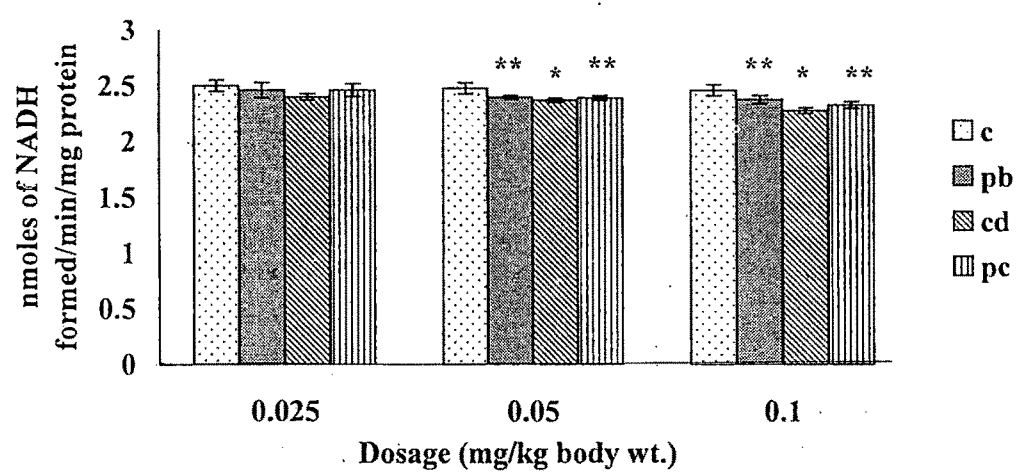 nmoles of NADH
formed/min/mg protein
3
2.5
2
1.5
1
0.5
0
** * **
** * **
c
pb
cd
pc
0.025 0.05 0.1
Dosage (mg/kg body wt.)